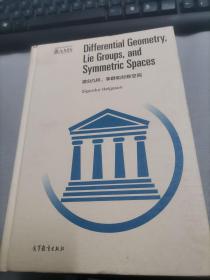 Differential Geometry,
Lie Groups, and
Symmetric Spaces
微分几何、李群和对称空间
Sigurdur Helgason
高等教育出版社